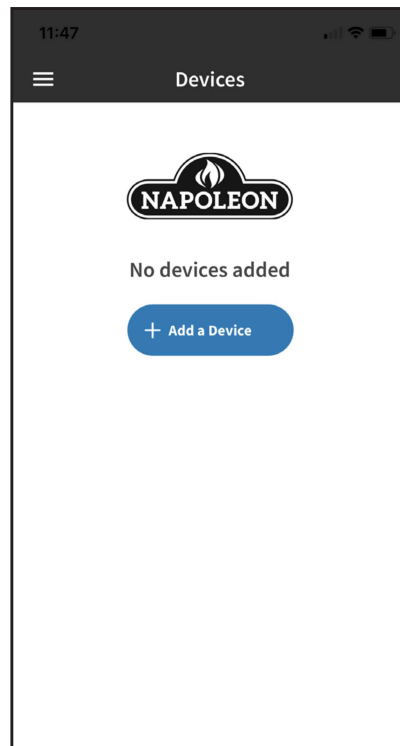 11:47
Devices
NAPOLEON
No devices added
+ Add a Device